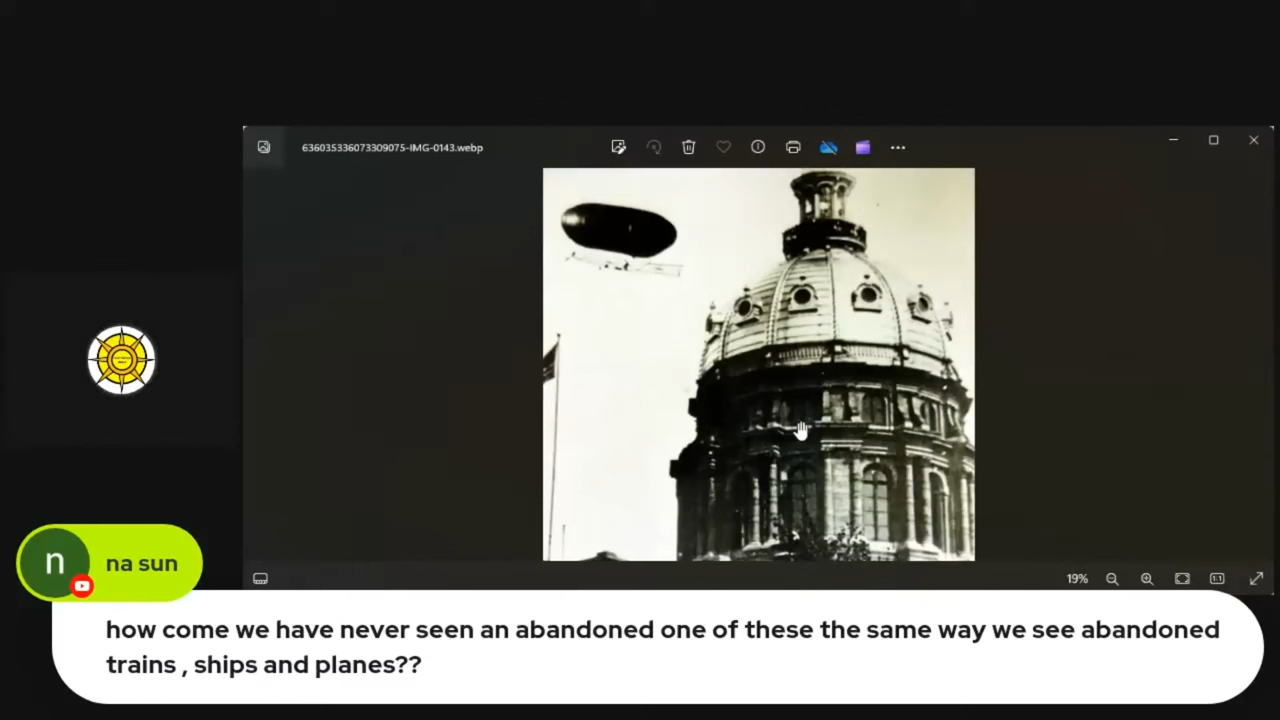 636035336073309075-IMG-0143.webp
19%
n
na sun
how come we have never seen an abandoned one of these the same way we see abandoned
trains , ships and planes??